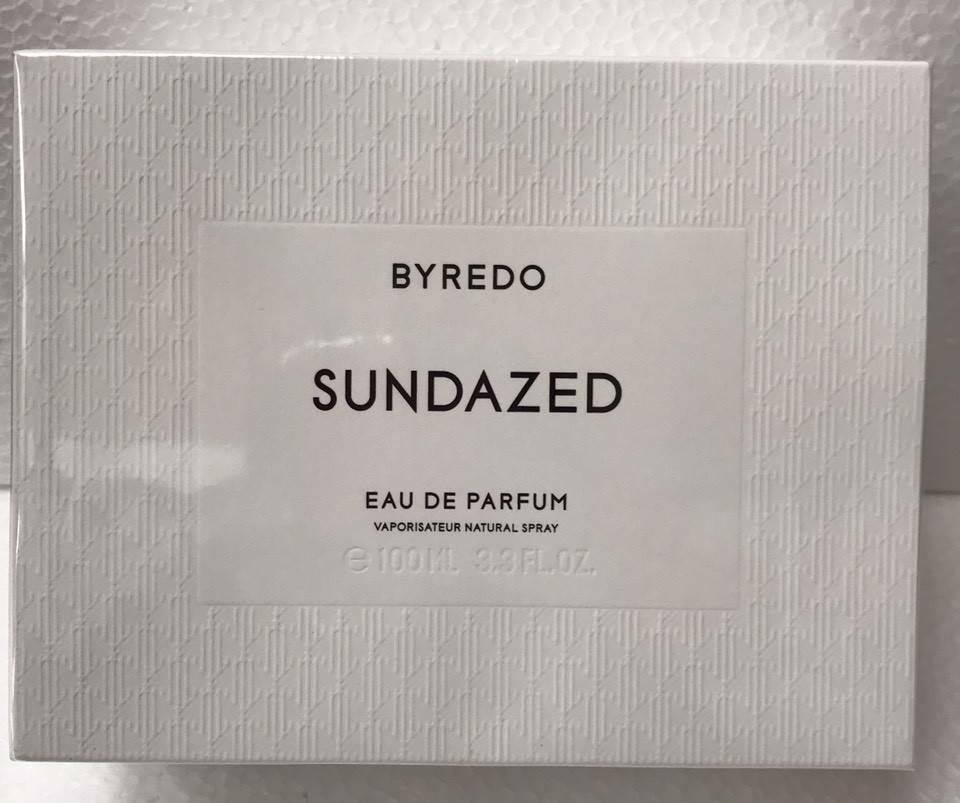 BYREDO
SUNDAZED
EAU DE PARFUM
VAPORISATEUR NATURAL SPRAY
℮ 100 ML 3.3 FL.OZ.